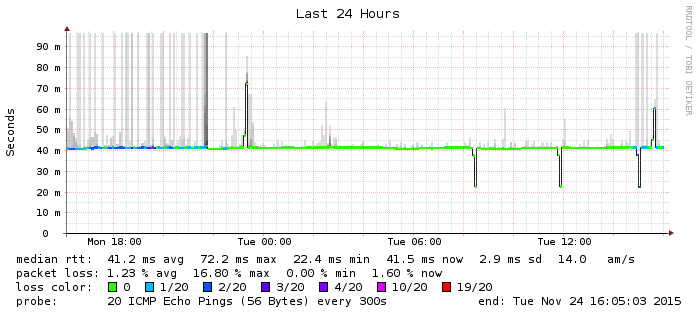 Last 24 Hours
RRDTOOL / TOBI OETIKER
Seconds
90 m
80 m
70 m
60 m
50 m
40 m
30 m
20 m
10 m
0
Mon 18:00 Tue 00:00 Tue 06:00 Tue 12:00
median rtt: 41.2 ms avg 72.2 ms max 22.4 ms min 41.5 ms now 2.9 ms sd 14.0 am/s
packet loss: 1.23 % avg 16.80 % max 0.00 % min 1.60 % now
loss color: 0 1/20 2/20 3/20 4/20 10/20 19/20
probe: 20 ICMP Echo Pings (56 Bytes) every 300s end: Tue Nov 24 16:05:03 2015